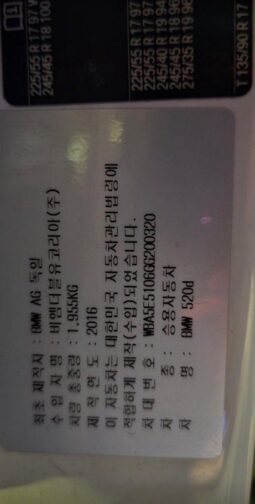 최초 제작자 : BMW AG 독일
수 입 자 명 : 비엠더블유코리아(주)
차량 총중량 : 1,955KG
제 작 연 도 : 2016
이 자동차는 대한민국 자동차관리법령에
적합하게 제작(수입)되었습니다.
차 대 번 호 : WBA5E5106GG200320
차 종 : 승용자동차
차 명 : BMW 520d
225/55 R 17 97
245/45 R 18 100
225/55 R 17 97
225/55 R 17 97
245/40 R 19 94
245/45 R 18 96
275/35 R 19 96
T 135/90 R 17